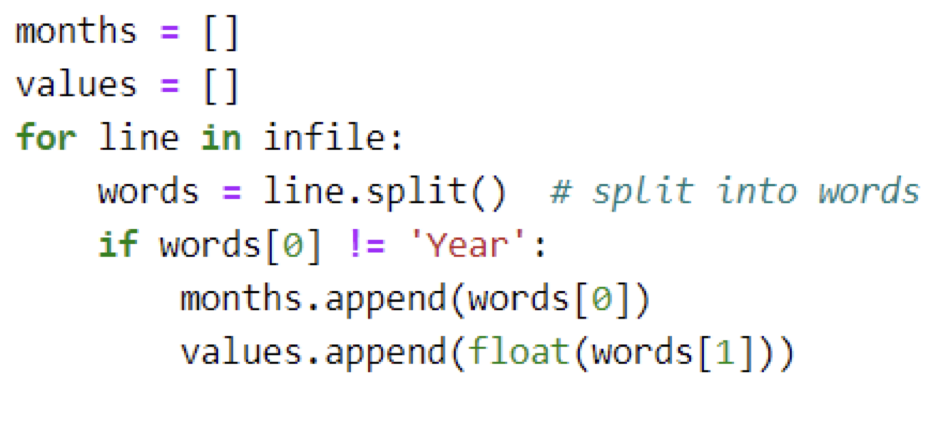 months = []
values = []
for line in infile:
    words = line.split()  # split into words
    if words[0] != 'Year':
        months.append(words[0])
        values.append(float(words[1]))